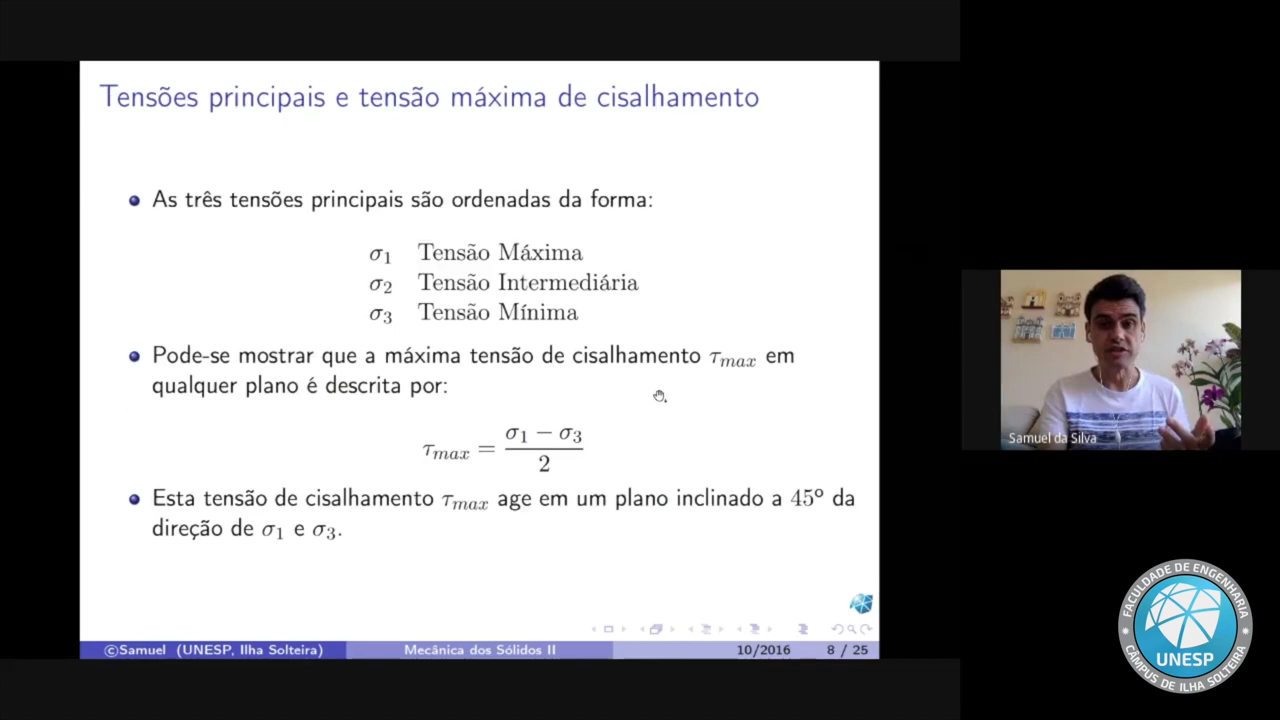 Tensões principais e tensão máxima de cisalhamento
As três tensões principais são ordenadas da forma:
σ1 Tensão Máxima
σ2 Tensão Intermediária
σ3 Tensão Mínima
Pode-se mostrar que a máxima tensão de cisalhamento τmax em
qualquer plano é descrita por:
τmax = (σ1 − σ3) / 2
Esta tensão de cisalhamento τmax age em um plano inclinado a 45º da
direção de σ1 e σ3.
©Samuel (UNESP, Ilha Solteira) Mecânica dos Sólidos II 10/2016 8 / 25
Samuel da Silva
FACULDADE DE ENGENHARIA
UNESP
CÂMPUS DE ILHA SOLTEIRA